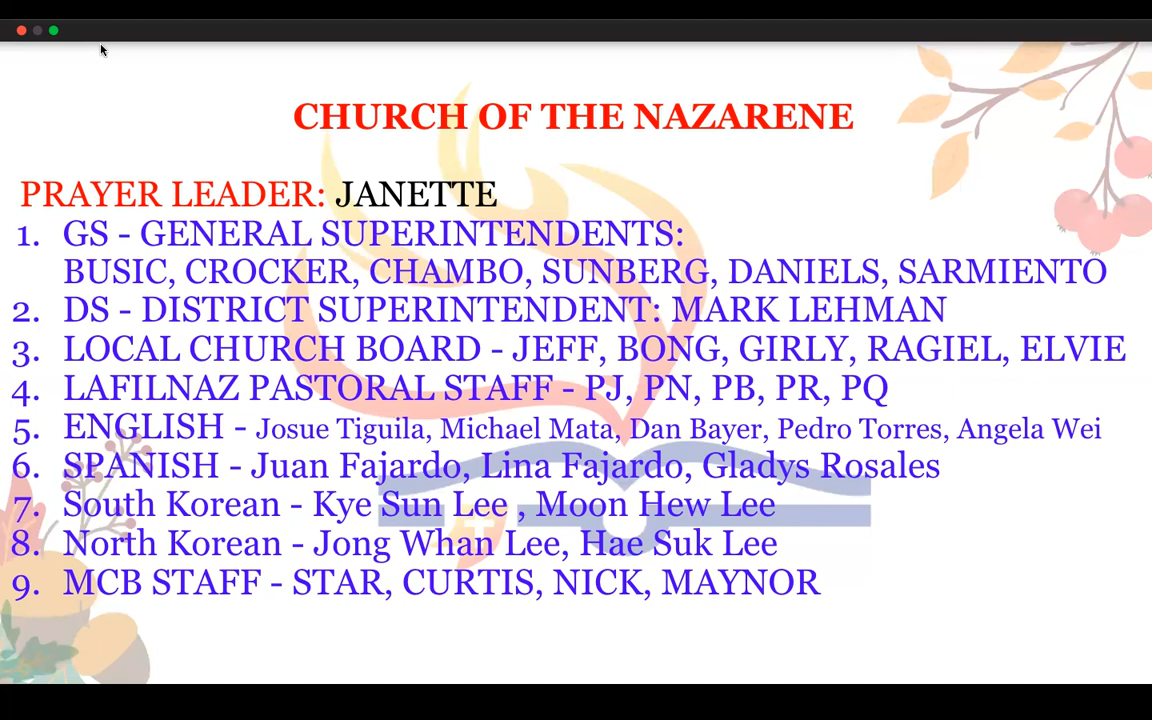 CHURCH OF THE NAZARENE
PRAYER LEADER: JANETTE
1. GS - GENERAL SUPERINTENDENTS:
BUSIC, CROCKER, CHAMBO, SUNBERG, DANIELS, SARMIENTO
2. DS - DISTRICT SUPERINTENDENT: MARK LEHMAN
3. LOCAL CHURCH BOARD - JEFF, BONG, GIRLY, RAGIEL, ELVIE
4. LAFILNAZ PASTORAL STAFF - PJ, PN, PB, PR, PQ
5. ENGLISH - Josue Tiguila, Michael Mata, Dan Bayer, Pedro Torres, Angela Wei
6. SPANISH - Juan Fajardo, Lina Fajardo, Gladys Rosales
7. South Korean - Kye Sun Lee , Moon Hew Lee
8. North Korean - Jong Whan Lee, Hae Suk Lee
9. MCB STAFF - STAR, CURTIS, NICK, MAYNOR